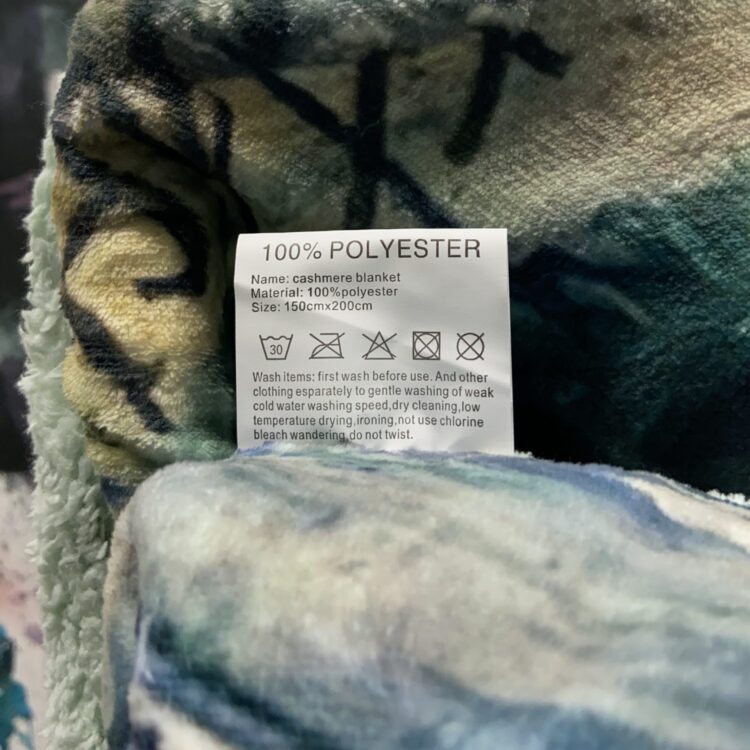 100% POLYESTER
Name: cashmere blanket
Material: 100%polyester
Size: 150cmx200cm
30
Wash items: first wash before use. And other
clothing esparately to gentle washing of weak
cold water washing speed,dry cleaning,low
temperature drying.ironing,not use chlorine
bleach wandering,do not twist.